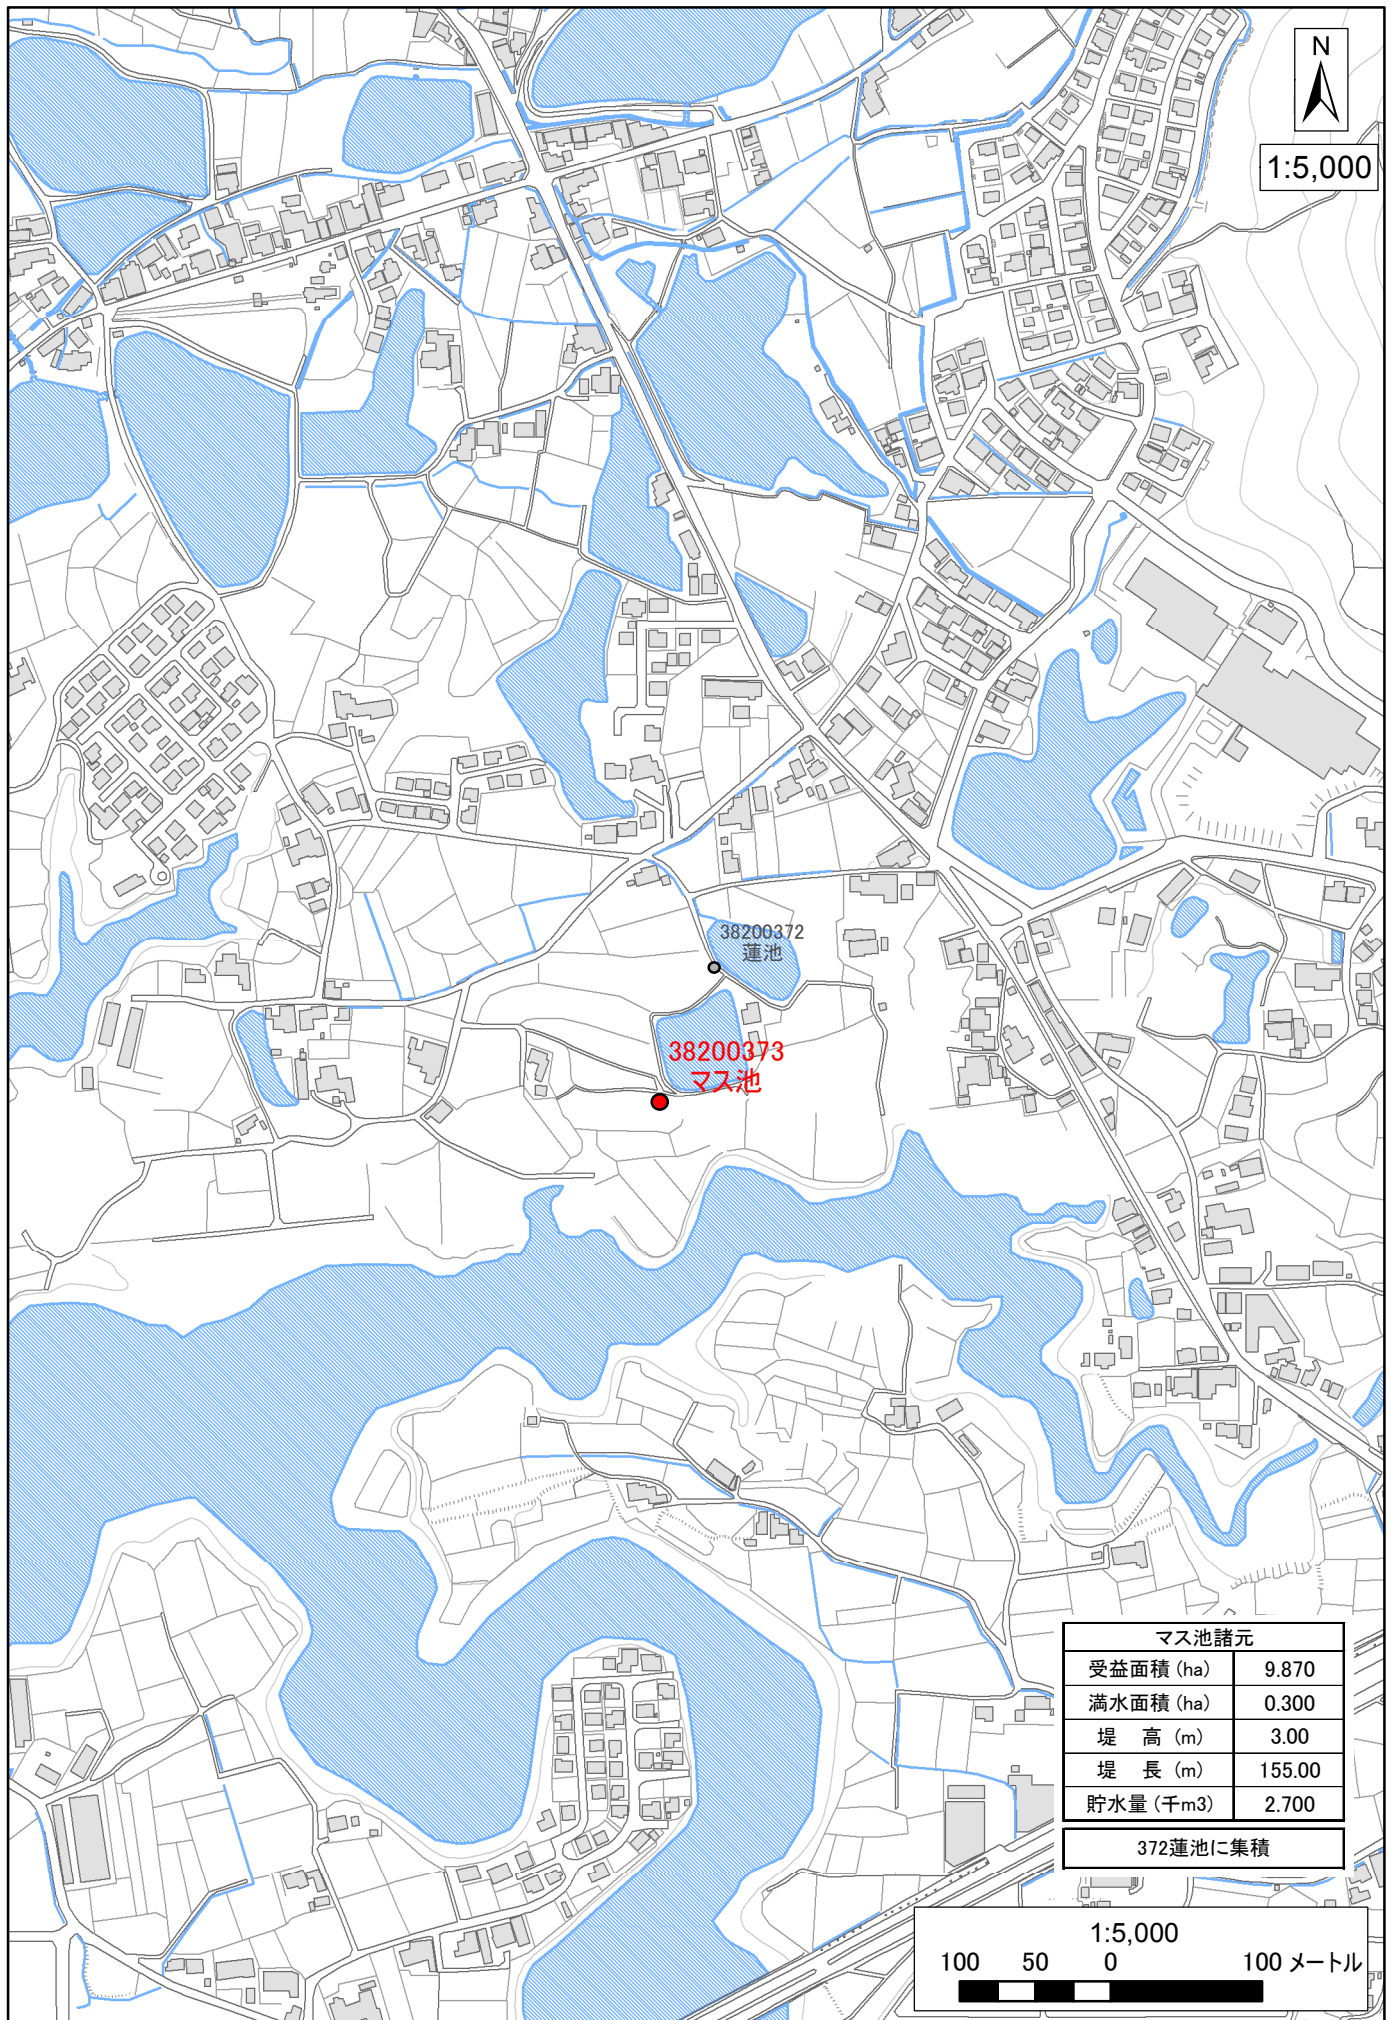 N
1:5,000
38200372
蓮池
38200373
マス池
マス池諸元
受益面積 (ha) 9.870
満水面積 (ha) 0.300
堤 高 (m) 3.00
堤 長 (m) 155.00
貯水量 (千m3) 2.700
372蓮池に集積
1:5,000
100 50 0 100 メートル